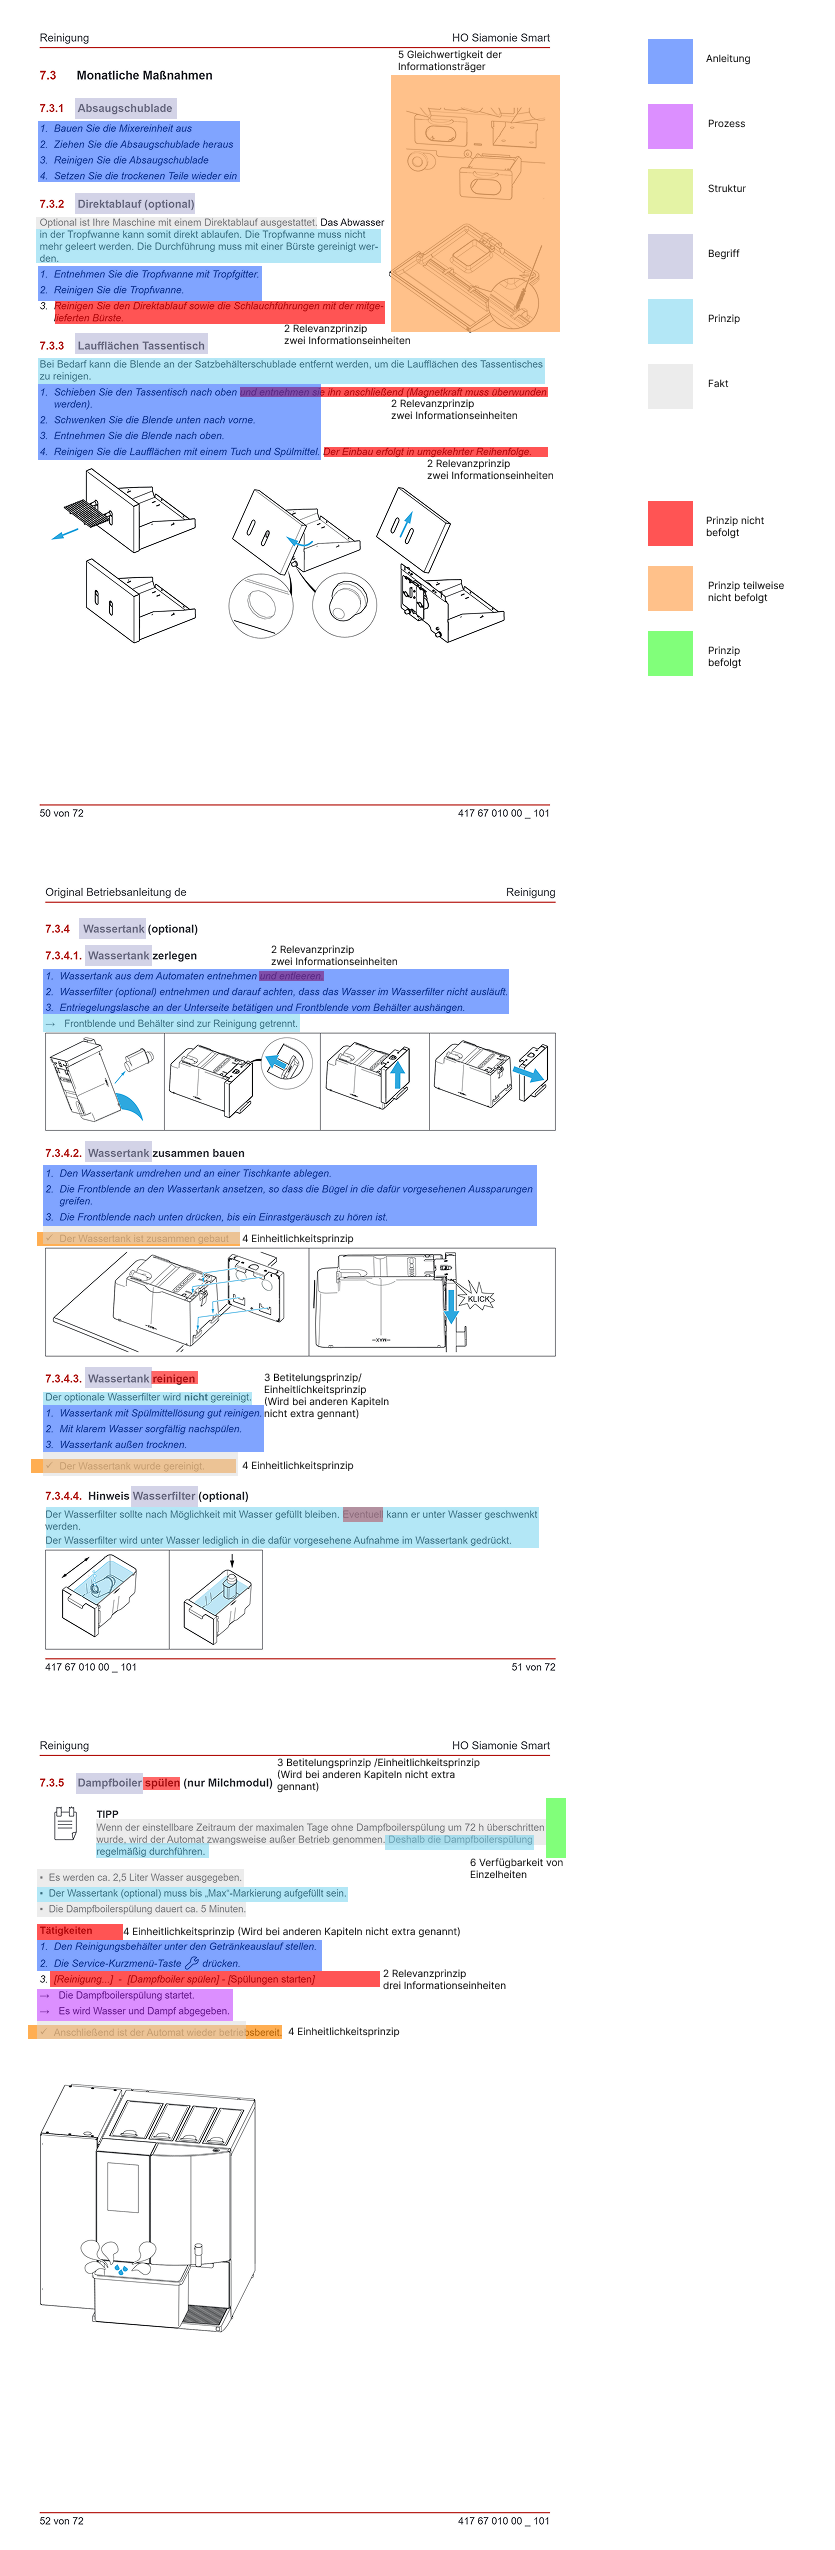 Reinigung HO Siamonie Smart
5 Gleichwertigkeit der
Informationsträger
7.3 Monatliche Maßnahmen
7.3.1 Absaugschublade
1. Bauen Sie die Mixereinheit aus
2. Ziehen Sie die Absaugschublade heraus
3. Reinigen Sie die Absaugschublade
4. Setzen Sie die trockenen Teile wieder ein
7.3.2 Direktablauf (optional)
Optional ist Ihre Maschine mit einem Direktablauf ausgestattet. Das Abwasser
in der Tropfwanne kann somit direkt ablaufen. Die Tropfwanne muss nicht
mehr geleert werden. Die Durchführung muss mit einer Bürste gereinigt wer-
den.
1. Entnehmen Sie die Tropfwanne mit Tropfgitter.
2. Reinigen Sie die Tropfwanne.
3. Reinigen Sie den Direktablauf sowie die Schlauchführungen mit der mitge-
lieferten Bürste.
2 Relevanzprinzip
zwei Informationseinheiten
7.3.3 Laufflächen Tassentisch
Bei Bedarf kann die Blende an der Satzbehälterschublade entfernt werden, um die Laufflächen des Tassentisches
zu reinigen.
1. Schieben Sie den Tassentisch nach oben und entnehmen sie ihn anschließend (Magnetkraft muss überwunden
werden).
2 Relevanzprinzip
zwei Informationseinheiten
2. Schwenken Sie die Blende unten nach vorne.
3. Entnehmen Sie die Blende nach oben.
4. Reinigen Sie die Laufflächen mit einem Tuch und Spülmittel. Der Einbau erfolgt in umgekehrter Reihenfolge.
2 Relevanzprinzip
zwei Informationseinheiten
50 von 72 417 67 010 00 _ 101
Anleitung
Prozess
Struktur
Begriff
Prinzip
Fakt
Prinzip nicht
befolgt
Prinzip teilweise
nicht befolgt
Prinzip
befolgt
Original Betriebsanleitung de Reinigung
7.3.4 Wassertank (optional)
7.3.4.1. Wassertank zerlegen
2 Relevanzprinzip
zwei Informationseinheiten
1. Wassertank aus dem Automaten entnehmen und entleeren.
2. Wasserfilter (optional) entnehmen und darauf achten, dass das Wasser im Wasserfilter nicht ausläuft.
3. Entriegelungslasche an der Unterseite betätigen und Frontblende vom Behälter aushängen.
→ Frontblende und Behälter sind zur Reinigung getrennt.
7.3.4.2. Wassertank zusammen bauen
1. Den Wassertank umdrehen und an einer Tischkante ablegen.
2. Die Frontblende an den Wassertank ansetzen, so dass die Bügel in die dafür vorgesehenen Aussparungen
greifen.
3. Die Frontblende nach unten drücken, bis ein Einrastgeräusch zu hören ist.
✓ Der Wassertank ist zusammen gebaut 4 Einheitlichkeitsprinzip
KLICK
MAX
7.3.4.3. Wassertank reinigen
3 Betitelungsprinzip/
Einheitlichkeitsprinzip
(Wird bei anderen Kapiteln
nicht extra gennant)
Der optionale Wasserfilter wird nicht gereinigt.
1. Wassertank mit Spülmittellösung gut reinigen.
2. Mit klarem Wasser sorgfältig nachspülen.
3. Wassertank außen trocknen.
✓ Der Wassertank wurde gereinigt. 4 Einheitlichkeitsprinzip
7.3.4.4. Hinweis Wasserfilter (optional)
Der Wasserfilter sollte nach Möglichkeit mit Wasser gefüllt bleiben. Eventuell kann er unter Wasser geschwenkt
werden.
Der Wasserfilter wird unter Wasser lediglich in die dafür vorgesehene Aufnahme im Wassertank gedrückt.
417 67 010 00 _ 101 51 von 72
Reinigung HO Siamonie Smart
3 Betitelungsprinzip /Einheitlichkeitsprinzip
(Wird bei anderen Kapiteln nicht extra
gennant)
7.3.5 Dampfboiler spülen (nur Milchmodul)
TIPP
Wenn der einstellbare Zeitraum der maximalen Tage ohne Dampfboilerspülung um 72 h überschritten
wurde, wird der Automat zwangsweise außer Betrieb genommen. Deshalb die Dampfboilerspülung
regelmäßig durchführen.
6 Verfügbarkeit von
Einzelheiten
• Es werden ca. 2,5 Liter Wasser ausgegeben.
• Der Wassertank (optional) muss bis „Max“-Markierung aufgefüllt sein.
• Die Dampfboilerspülung dauert ca. 5 Minuten.
Tätigkeiten 4 Einheitlichkeitsprinzip (Wird bei anderen Kapiteln nicht extra genannt)
1. Den Reinigungsbehälter unter den Getränkeauslauf stellen.
2. Die Service-Kurzmenü-Taste drücken.
3. [Reinigung...] - [Dampfboiler spülen] - [Spülungen starten]
2 Relevanzprinzip
drei Informationseinheiten
→ Die Dampfboilerspülung startet.
→ Es wird Wasser und Dampf abgegeben.
✓ Anschließend ist der Automat wieder betriebsbereit. 4 Einheitlichkeitsprinzip
52 von 72 417 67 010 00 _ 101